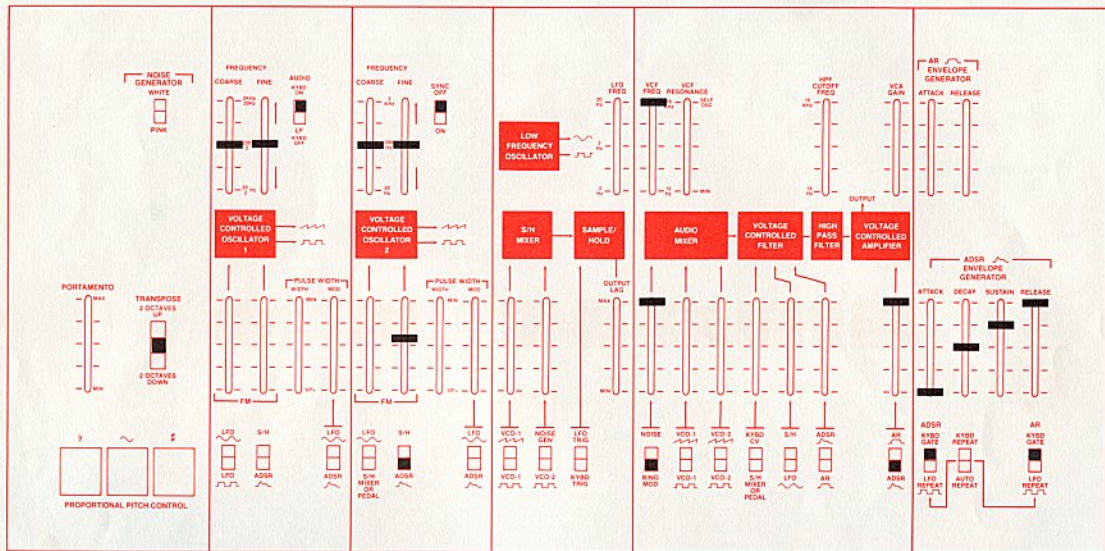 NOISE
GENERATOR
WHITE
PINK
PORTAMENTO
MAX
MIN
TRANSPOSE
2 OCTAVES
UP
2 OCTAVES
DOWN
PROPORTIONAL PITCH CONTROL
FREQUENCY
COARSE FINE
AUDIO
KYBD
ON
LF
KYBD
OFF
VOLTAGE
CONTROLLED
OSCILLATOR
1
PULSE WIDTH
WIDTH MOD
MIN
FM
LFO
LFO
S/H
ADSR
LFO
ADSR
FREQUENCY
COARSE FINE
SYNC
OFF
ON
VOLTAGE
CONTROLLED
OSCILLATOR
2
PULSE WIDTH
WIDTH MOD
MIN
FM
LFO
S/H
MIXER
OR
PEDAL
S/H
ADSR
LFO
ADSR
LOW
FREQUENCY
OSCILLATOR
LFO
FREQ
20
HZ
S/H
MIXER
SAMPLE/
HOLD
OUTPUT
LAG
MAX
MIN
VCO-1
VCO-1
NOISE
GEN
VCO-2
LFO
TRIG
KYBD
TRIG
VCF
FREQ
VCF
RESONANCE
SELF
OSC
MIN
HPF
CUTOFF
FREQ
VCA
GAIN
OUTPUT
AUDIO
MIXER
VOLTAGE
CONTROLLED
FILTER
HIGH
PASS
FILTER
VOLTAGE
CONTROLLED
AMPLIFIER
NOISE
RING
MOD
VCO-1
VCO-1
VCO-2
VCO-2
KYBD
CV
S/H
MIXER
OR
PEDAL
S/H
LFO
ADSR
AR
AR
ADSR
AR
ENVELOPE
GENERATOR
ATTACK RELEASE
ADSR
ENVELOPE
GENERATOR
ATTACK DECAY SUSTAIN RELEASE
ADSR
KYBD
GATE
LFO
REPEAT
KYBD
REPEAT
AUTO
REPEAT
AR
KYBD
GATE
LFO
REPEAT